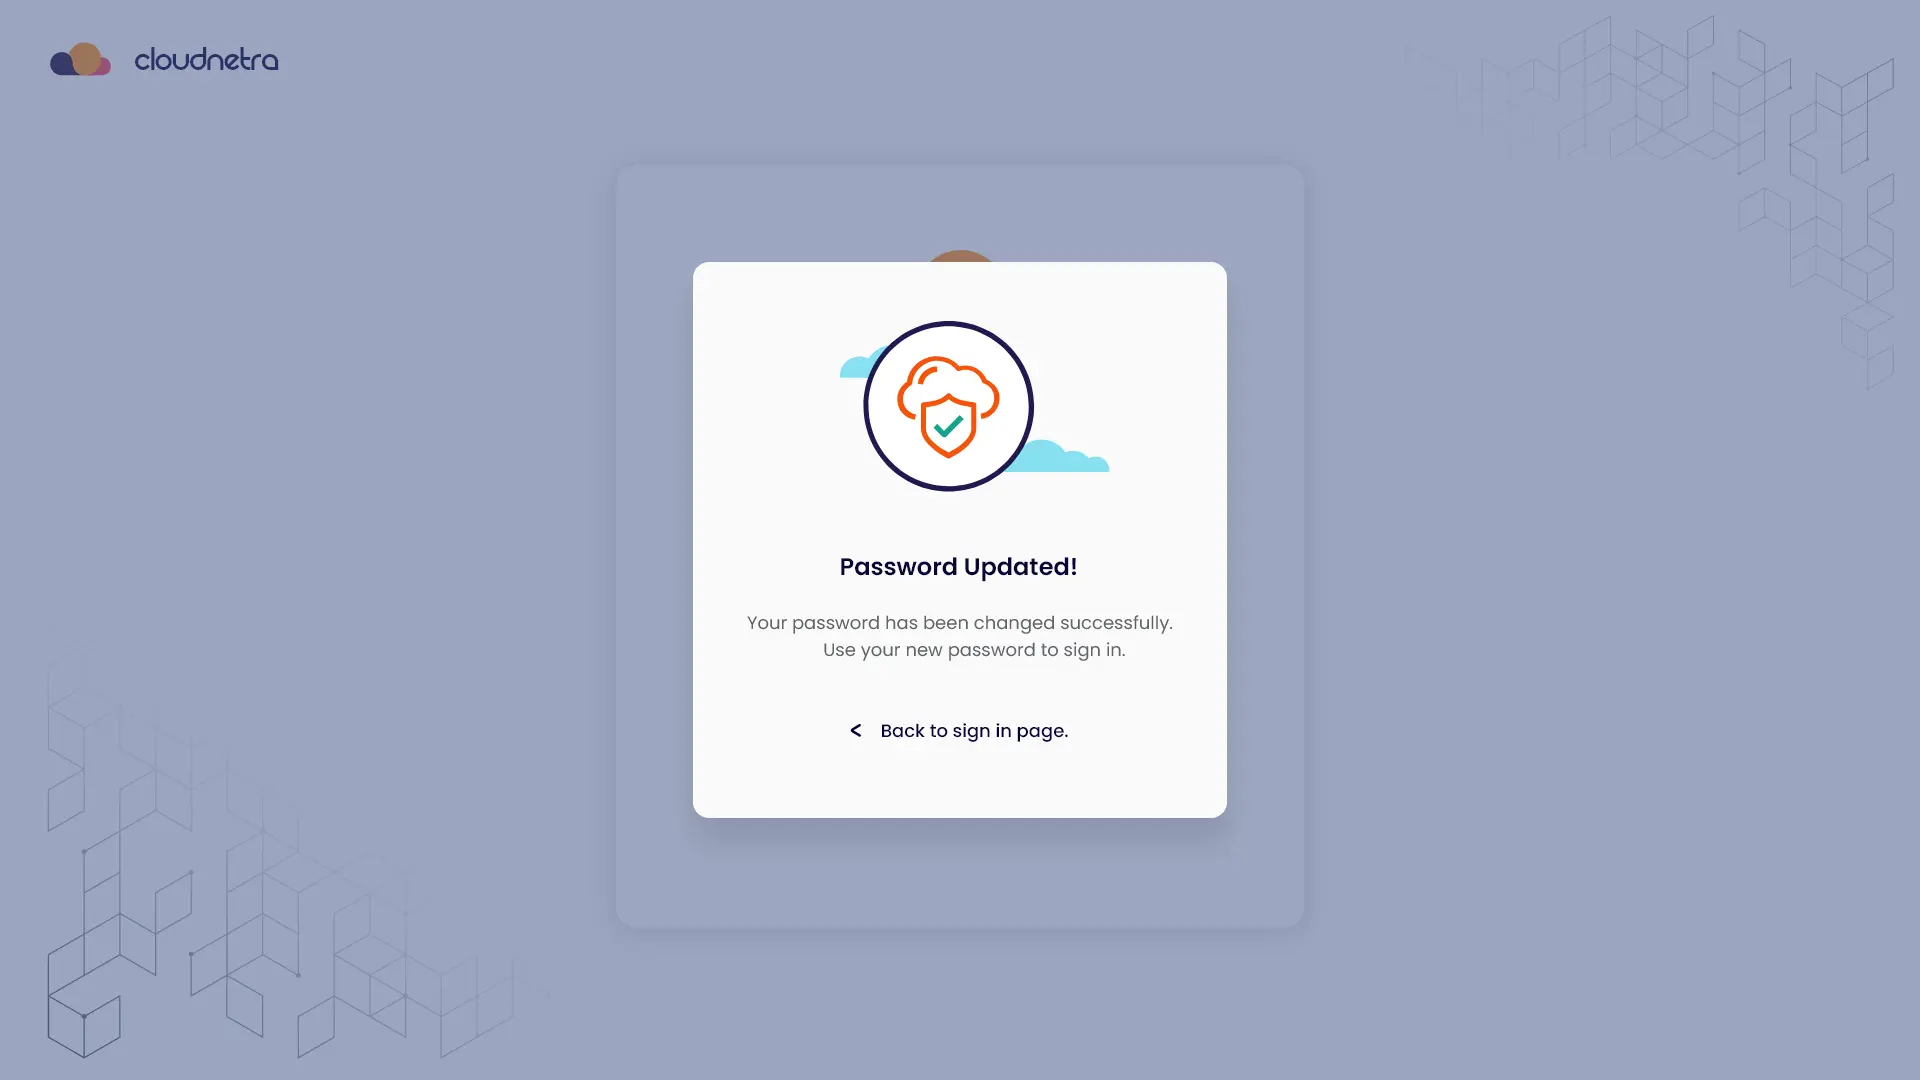 cloudnetra
Password Updated!
Your password has been changed successfully.
Use your new password to sign in.
< Back to sign in page.